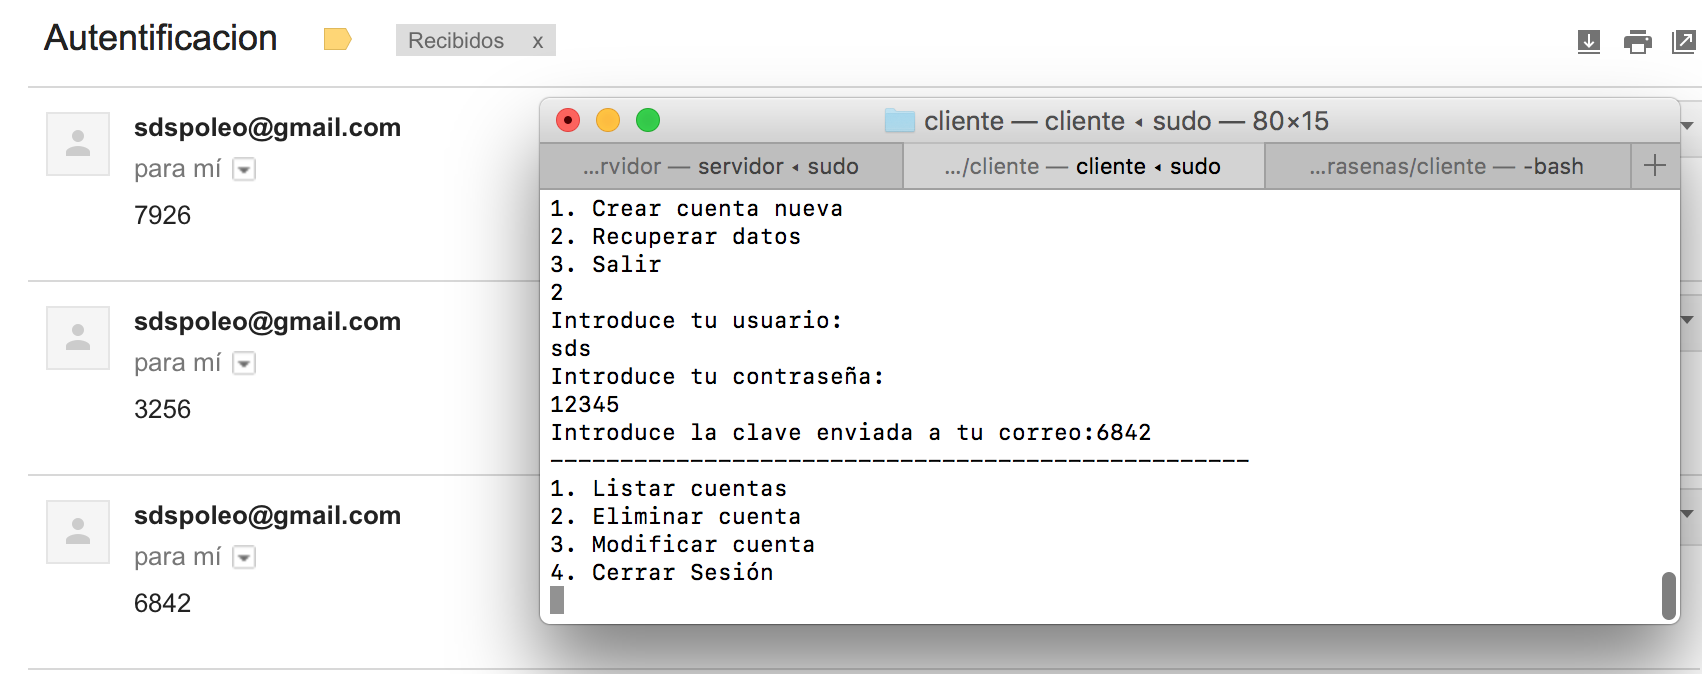 Autentificacion
Recibidos x
sdspoleo@gmail.com
para mí
7926
sdspoleo@gmail.com
para mí
3256
sdspoleo@gmail.com
para mí
6842
cliente — cliente ◂ sudo — 80×15
...rvidor — servidor ◂ sudo
.../cliente — cliente ◂ sudo
...rasenas/cliente — -bash
1. Crear cuenta nueva
2. Recuperar datos
3. Salir
2
Introduce tu usuario:
sds
Introduce tu contraseña:
12345
Introduce la clave enviada a tu correo:6842
--------------------------------------------------
1. Listar cuentas
2. Eliminar cuenta
3. Modificar cuenta
4. Cerrar Sesión